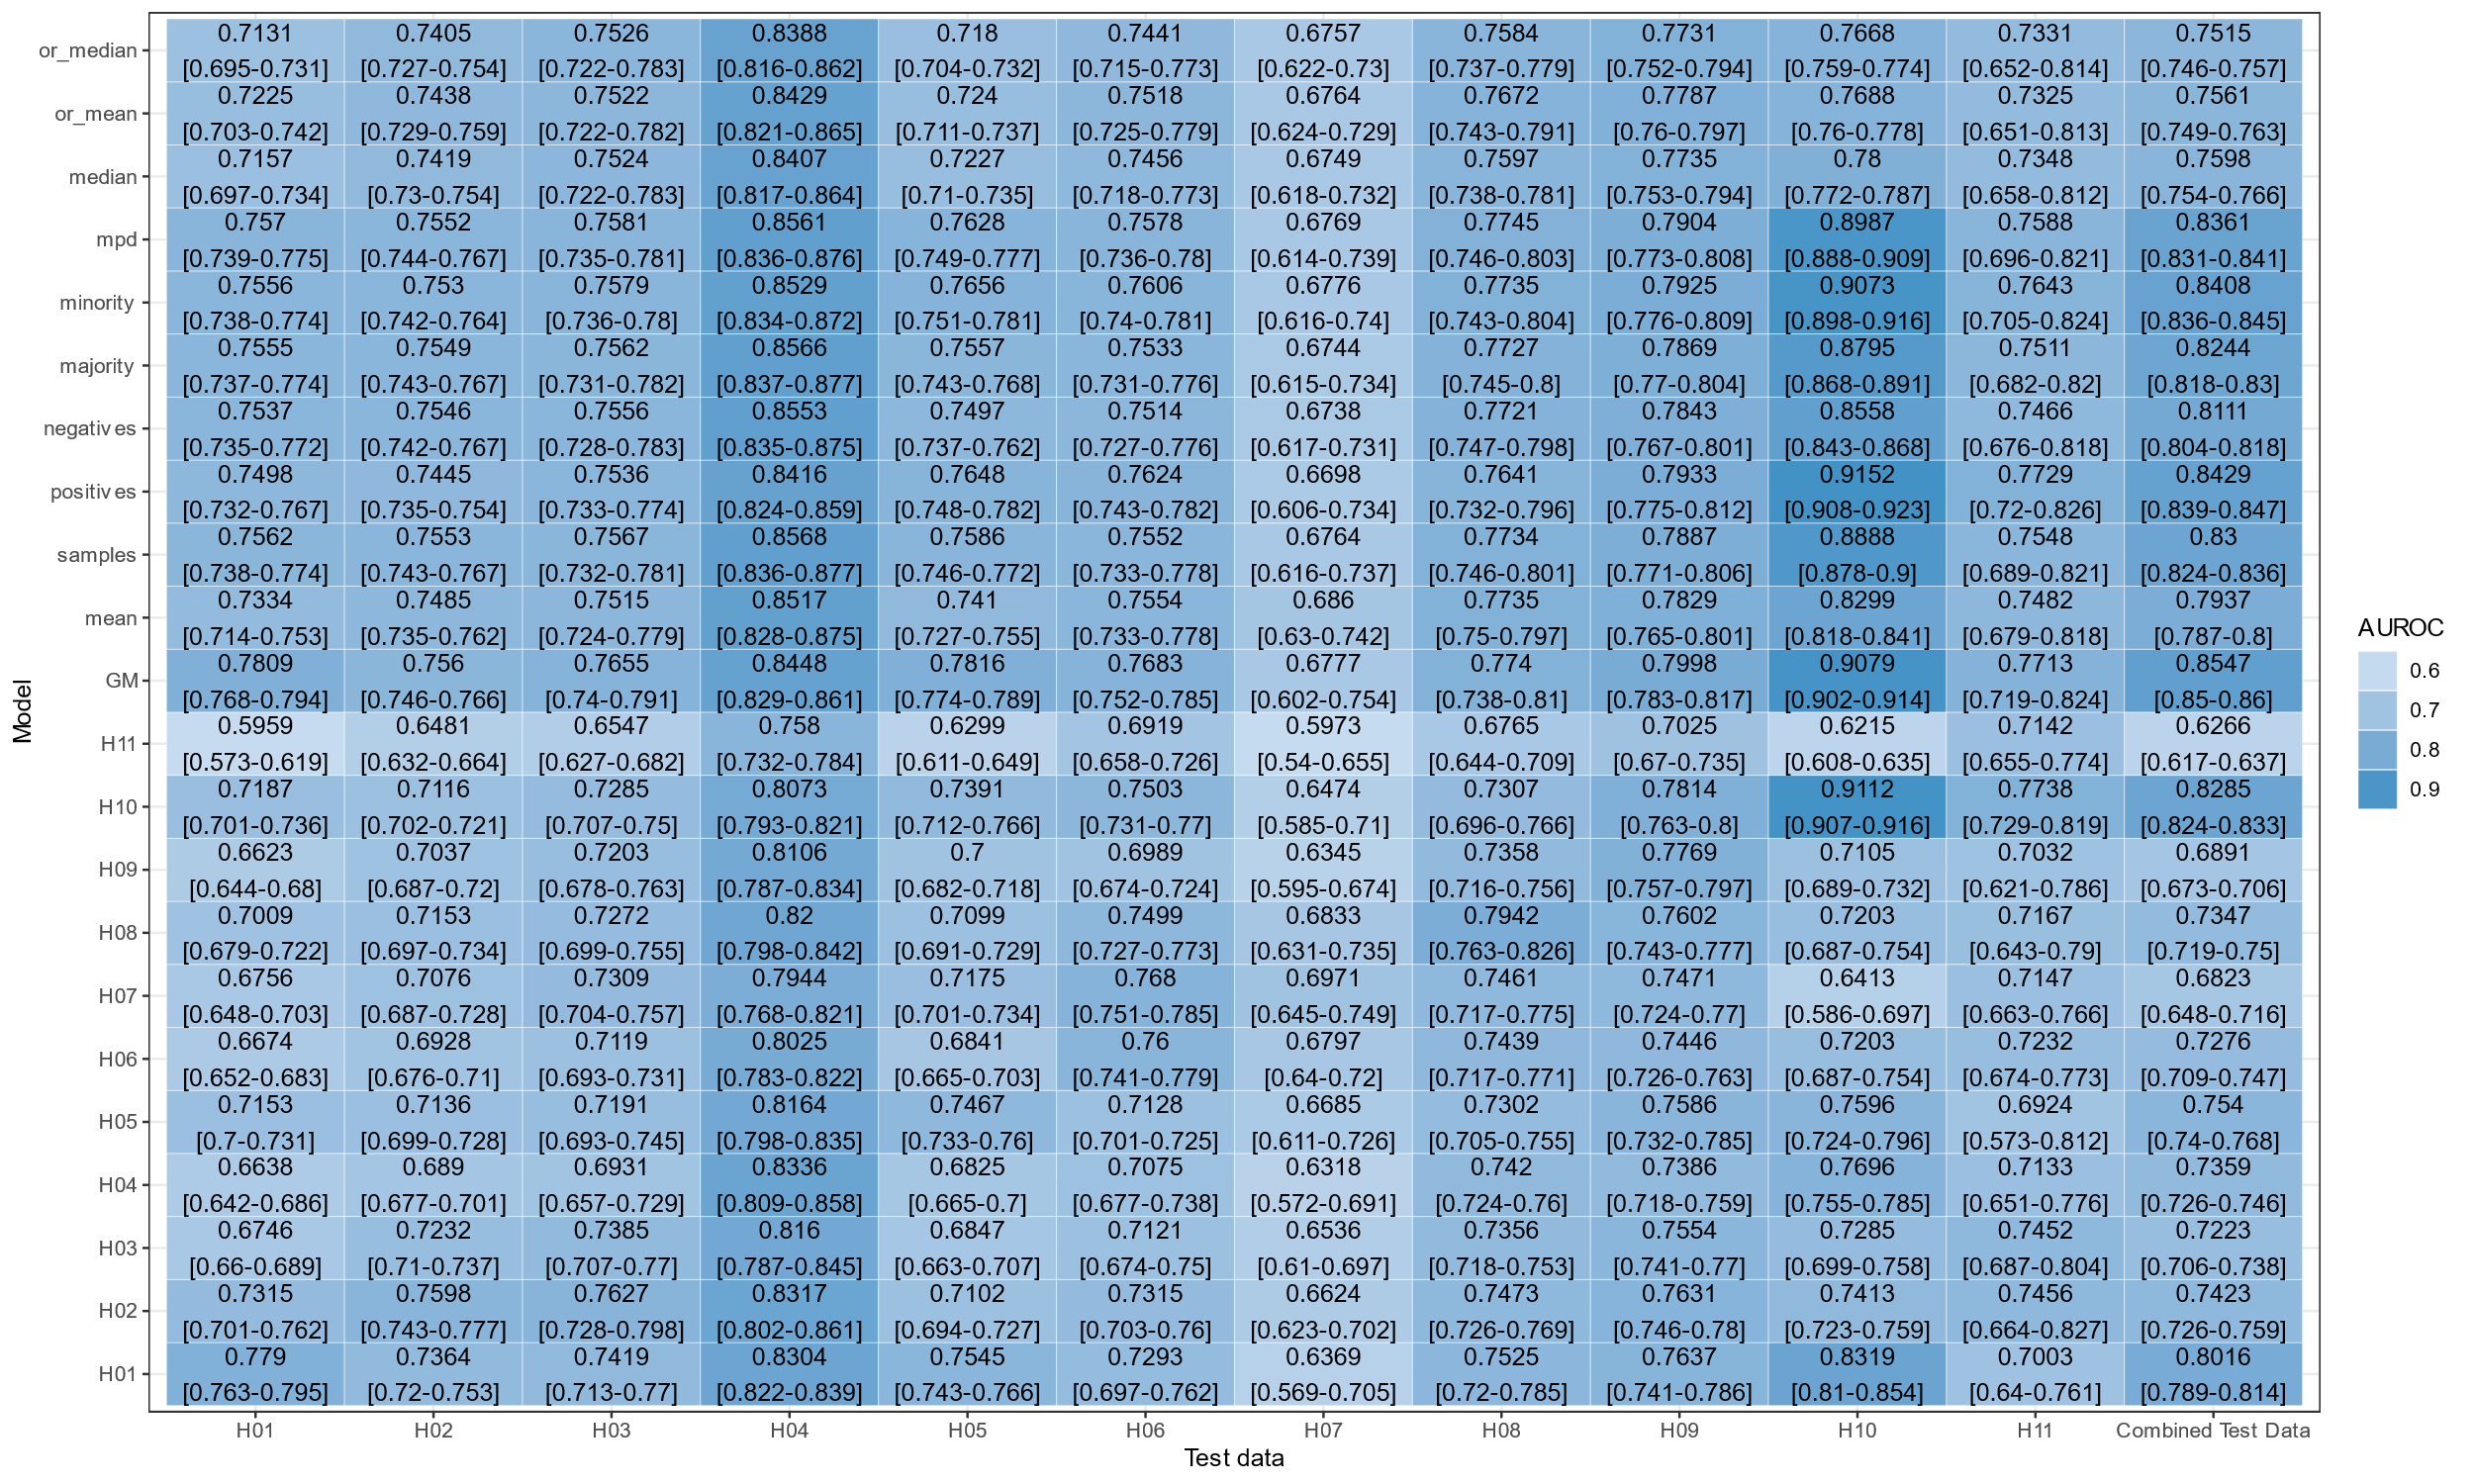 or_median 0.7131 0.7405 0.7526 0.8388 0.718 0.7441 0.6757 0.7584 0.7731 0.7668 0.7331 0.7515
[0.695-0.731] [0.727-0.754] [0.722-0.783] [0.816-0.862] [0.704-0.732] [0.715-0.773] [0.622-0.73] [0.737-0.779] [0.752-0.794] [0.759-0.774] [0.652-0.814] [0.746-0.757]
or_mean 0.7225 0.7438 0.7522 0.8429 0.724 0.7518 0.6764 0.7672 0.7787 0.7688 0.7325 0.7561
[0.703-0.742] [0.729-0.759] [0.722-0.782] [0.821-0.865] [0.711-0.737] [0.725-0.779] [0.624-0.729] [0.743-0.791] [0.76-0.797] [0.76-0.778] [0.651-0.813] [0.749-0.763]
median 0.7157 0.7419 0.7524 0.8407 0.7227 0.7456 0.6749 0.7597 0.7735 0.78 0.7348 0.7598
[0.697-0.734] [0.73-0.754] [0.722-0.783] [0.817-0.864] [0.71-0.735] [0.718-0.773] [0.618-0.732] [0.738-0.781] [0.753-0.794] [0.772-0.787] [0.658-0.812] [0.754-0.766]
mpd 0.757 0.7552 0.7581 0.8561 0.7628 0.7578 0.6769 0.7745 0.7904 0.8987 0.7588 0.8361
[0.739-0.775] [0.744-0.767] [0.735-0.781] [0.836-0.876] [0.749-0.777] [0.736-0.78] [0.614-0.739] [0.746-0.803] [0.773-0.808] [0.888-0.909] [0.696-0.821] [0.831-0.841]
minority 0.7556 0.753 0.7579 0.8529 0.7656 0.7606 0.6776 0.7735 0.7925 0.9073 0.7643 0.8408
[0.738-0.774] [0.742-0.764] [0.736-0.78] [0.834-0.872] [0.751-0.781] [0.74-0.781] [0.616-0.74] [0.743-0.804] [0.776-0.809] [0.898-0.916] [0.705-0.824] [0.836-0.845]
majority 0.7555 0.7549 0.7562 0.8566 0.7557 0.7533 0.6744 0.7727 0.7869 0.8795 0.7511 0.8244
[0.737-0.774] [0.743-0.767] [0.731-0.782] [0.837-0.877] [0.743-0.768] [0.731-0.776] [0.615-0.734] [0.745-0.8] [0.77-0.804] [0.868-0.891] [0.682-0.82] [0.818-0.83]
negatives 0.7537 0.7546 0.7556 0.8553 0.7497 0.7514 0.6738 0.7721 0.7843 0.8558 0.7466 0.8111
[0.735-0.772] [0.742-0.767] [0.728-0.783] [0.835-0.875] [0.737-0.762] [0.727-0.776] [0.617-0.731] [0.747-0.798] [0.767-0.801] [0.843-0.868] [0.676-0.818] [0.804-0.818]
positives 0.7498 0.7445 0.7536 0.8416 0.7648 0.7624 0.6698 0.7641 0.7933 0.9152 0.7729 0.8429
[0.732-0.767] [0.735-0.754] [0.733-0.774] [0.824-0.859] [0.748-0.782] [0.743-0.782] [0.606-0.734] [0.732-0.796] [0.775-0.812] [0.908-0.923] [0.72-0.826] [0.839-0.847]
samples 0.7562 0.7553 0.7567 0.8568 0.7586 0.7552 0.6764 0.7734 0.7887 0.8888 0.7548 0.83
[0.738-0.774] [0.743-0.767] [0.732-0.781] [0.836-0.877] [0.746-0.772] [0.733-0.778] [0.616-0.737] [0.746-0.801] [0.771-0.806] [0.878-0.9] [0.689-0.821] [0.824-0.836]
mean 0.7334 0.7485 0.7515 0.8517 0.741 0.7554 0.686 0.7735 0.7829 0.8299 0.7482 0.7937
[0.714-0.753] [0.735-0.762] [0.724-0.779] [0.828-0.875] [0.727-0.755] [0.733-0.778] [0.63-0.742] [0.75-0.797] [0.765-0.801] [0.818-0.841] [0.679-0.818] [0.787-0.8]
GM 0.7809 0.756 0.7655 0.8448 0.7816 0.7683 0.6777 0.774 0.7998 0.9079 0.7713 0.8547
[0.768-0.794] [0.746-0.766] [0.74-0.791] [0.829-0.861] [0.774-0.789] [0.752-0.785] [0.602-0.754] [0.738-0.81] [0.783-0.817] [0.902-0.914] [0.719-0.824] [0.85-0.86]
H11 0.5959 0.6481 0.6547 0.758 0.6299 0.6919 0.5973 0.6765 0.7025 0.6215 0.7142 0.6266
[0.573-0.619] [0.632-0.664] [0.627-0.682] [0.732-0.784] [0.611-0.649] [0.658-0.726] [0.54-0.655] [0.644-0.709] [0.67-0.735] [0.608-0.635] [0.655-0.774] [0.617-0.637]
H10 0.7187 0.7116 0.7285 0.8073 0.7391 0.7503 0.6474 0.7307 0.7814 0.9112 0.7738 0.8285
[0.701-0.736] [0.702-0.721] [0.707-0.75] [0.793-0.821] [0.712-0.766] [0.731-0.77] [0.585-0.71] [0.696-0.766] [0.763-0.8] [0.907-0.916] [0.729-0.819] [0.824-0.833]
H09 0.6623 0.7037 0.7203 0.8106 0.7 0.6989 0.6345 0.7358 0.7769 0.7105 0.7032 0.6891
[0.644-0.68] [0.687-0.72] [0.678-0.763] [0.787-0.834] [0.682-0.718] [0.674-0.724] [0.595-0.674] [0.716-0.756] [0.757-0.797] [0.689-0.732] [0.621-0.786] [0.673-0.706]
H08 0.7009 0.7153 0.7272 0.82 0.7099 0.7499 0.6833 0.7942 0.7602 0.7203 0.7167 0.7347
[0.679-0.722] [0.697-0.734] [0.699-0.755] [0.798-0.842] [0.691-0.729] [0.727-0.773] [0.631-0.735] [0.763-0.826] [0.743-0.777] [0.687-0.754] [0.643-0.79] [0.719-0.75]
H07 0.6756 0.7076 0.7309 0.7944 0.7175 0.768 0.6971 0.7461 0.7471 0.6413 0.7147 0.6823
[0.648-0.703] [0.687-0.728] [0.704-0.757] [0.768-0.821] [0.701-0.734] [0.751-0.785] [0.645-0.749] [0.717-0.775] [0.724-0.77] [0.586-0.697] [0.663-0.766] [0.648-0.716]
H06 0.6674 0.6928 0.7119 0.8025 0.6841 0.76 0.6797 0.7439 0.7446 0.7203 0.7232 0.7276
[0.652-0.683] [0.676-0.71] [0.693-0.731] [0.783-0.822] [0.665-0.703] [0.741-0.779] [0.64-0.72] [0.717-0.771] [0.726-0.763] [0.687-0.754] [0.674-0.773] [0.709-0.747]
H05 0.7153 0.7136 0.7191 0.8164 0.7467 0.7128 0.6685 0.7302 0.7586 0.7596 0.6924 0.754
[0.7-0.731] [0.699-0.728] [0.693-0.745] [0.798-0.835] [0.733-0.76] [0.701-0.725] [0.611-0.726] [0.705-0.755] [0.732-0.785] [0.724-0.796] [0.573-0.812] [0.74-0.768]
H04 0.6638 0.689 0.6931 0.8336 0.6825 0.7075 0.6318 0.742 0.7386 0.7696 0.7133 0.7359
[0.642-0.686] [0.677-0.701] [0.657-0.729] [0.809-0.858] [0.665-0.7] [0.677-0.738] [0.572-0.691] [0.724-0.76] [0.718-0.759] [0.755-0.785] [0.651-0.776] [0.726-0.746]
H03 0.6746 0.7232 0.7385 0.816 0.6847 0.7121 0.6536 0.7356 0.7554 0.7285 0.7452 0.7223
[0.66-0.689] [0.71-0.737] [0.707-0.77] [0.787-0.845] [0.663-0.707] [0.674-0.75] [0.61-0.697] [0.718-0.753] [0.741-0.77] [0.699-0.758] [0.687-0.804] [0.706-0.738]
H02 0.7315 0.7598 0.7627 0.8317 0.7102 0.7315 0.6624 0.7473 0.7631 0.7413 0.7456 0.7423
[0.701-0.762] [0.743-0.777] [0.728-0.798] [0.802-0.861] [0.694-0.727] [0.703-0.76] [0.623-0.702] [0.726-0.769] [0.746-0.78] [0.723-0.759] [0.664-0.827] [0.726-0.759]
H01 0.779 0.7364 0.7419 0.8304 0.7545 0.7293 0.6369 0.7525 0.7637 0.8319 0.7003 0.8016
[0.763-0.795] [0.72-0.753] [0.713-0.77] [0.822-0.839] [0.743-0.766] [0.697-0.762] [0.569-0.705] [0.72-0.785] [0.741-0.786] [0.81-0.854] [0.64-0.761] [0.789-0.814]
H01 H02 H03 H04 H05 H06 H07 H08 H09 H10 H11 Combined Test Data
Test data
Model
AUROC
0.6
0.7
0.8
0.9